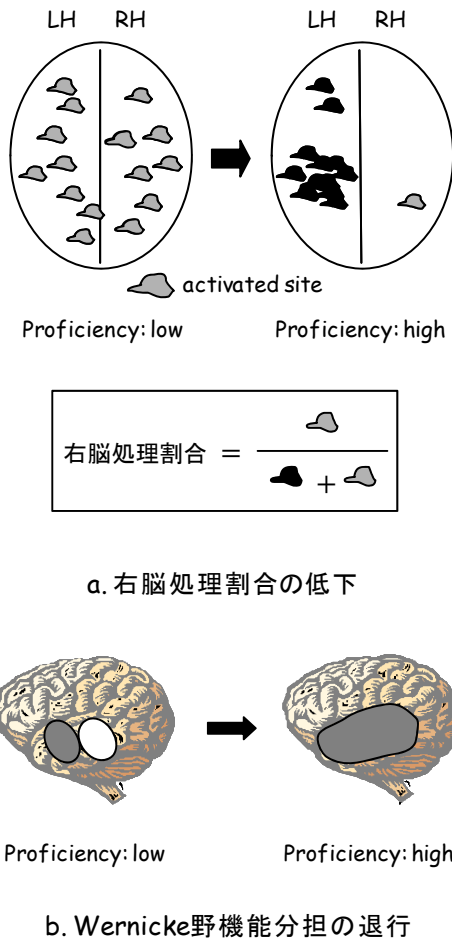 LH RH LH RH
activated site
Proficiency: low Proficiency: high
右脳処理割合 =
+
a. 右脳処理割合の低下
Proficiency: low Proficiency: high
b. Wernicke野機能分担の退行